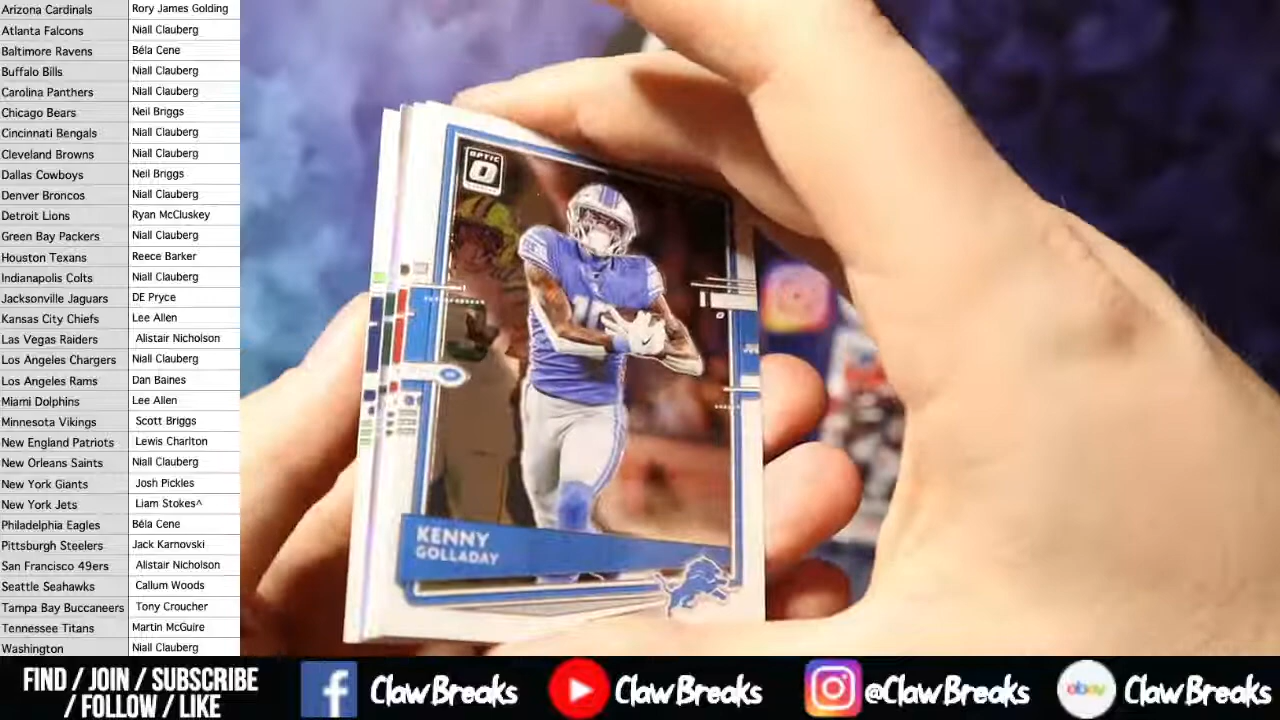 Arizona Cardinals Rory James Golding
Atlanta Falcons Niall Clauberg
Baltimore Ravens Béla Cene
Buffalo Bills Niall Clauberg
Carolina Panthers Niall Clauberg
Chicago Bears Neil Briggs
Cincinnati Bengals Niall Clauberg
Cleveland Browns Niall Clauberg
Dallas Cowboys Neil Briggs
Denver Broncos Niall Clauberg
Detroit Lions Ryan McCluskey
Green Bay Packers Niall Clauberg
Houston Texans Reece Barker
Indianapolis Colts Niall Clauberg
Jacksonville Jaguars DE Pryce
Kansas City Chiefs Lee Allen
Las Vegas Raiders Alistair Nicholson
Los Angeles Chargers Niall Clauberg
Los Angeles Rams Dan Baines
Miami Dolphins Lee Allen
Minnesota Vikings Scott Briggs
New England Patriots Lewis Charlton
New Orleans Saints Niall Clauberg
New York Giants Josh Pickles
New York Jets Liam Stokes^
Philadelphia Eagles Béla Cene
Pittsburgh Steelers Jack Karnovski
San Francisco 49ers Alistair Nicholson
Seattle Seahawks Callum Woods
Tampa Bay Buccaneers Tony Croucher
Tennessee Titans Martin McGuire
Washington Niall Clauberg
OPTIC
KENNY
GOLLADAY
FIND / JOIN / SUBSCRIBE
/ FOLLOW / LIKE
ClawBreaks
ClawBreaks
@ClawBreaks
ebay
ClawBreaks